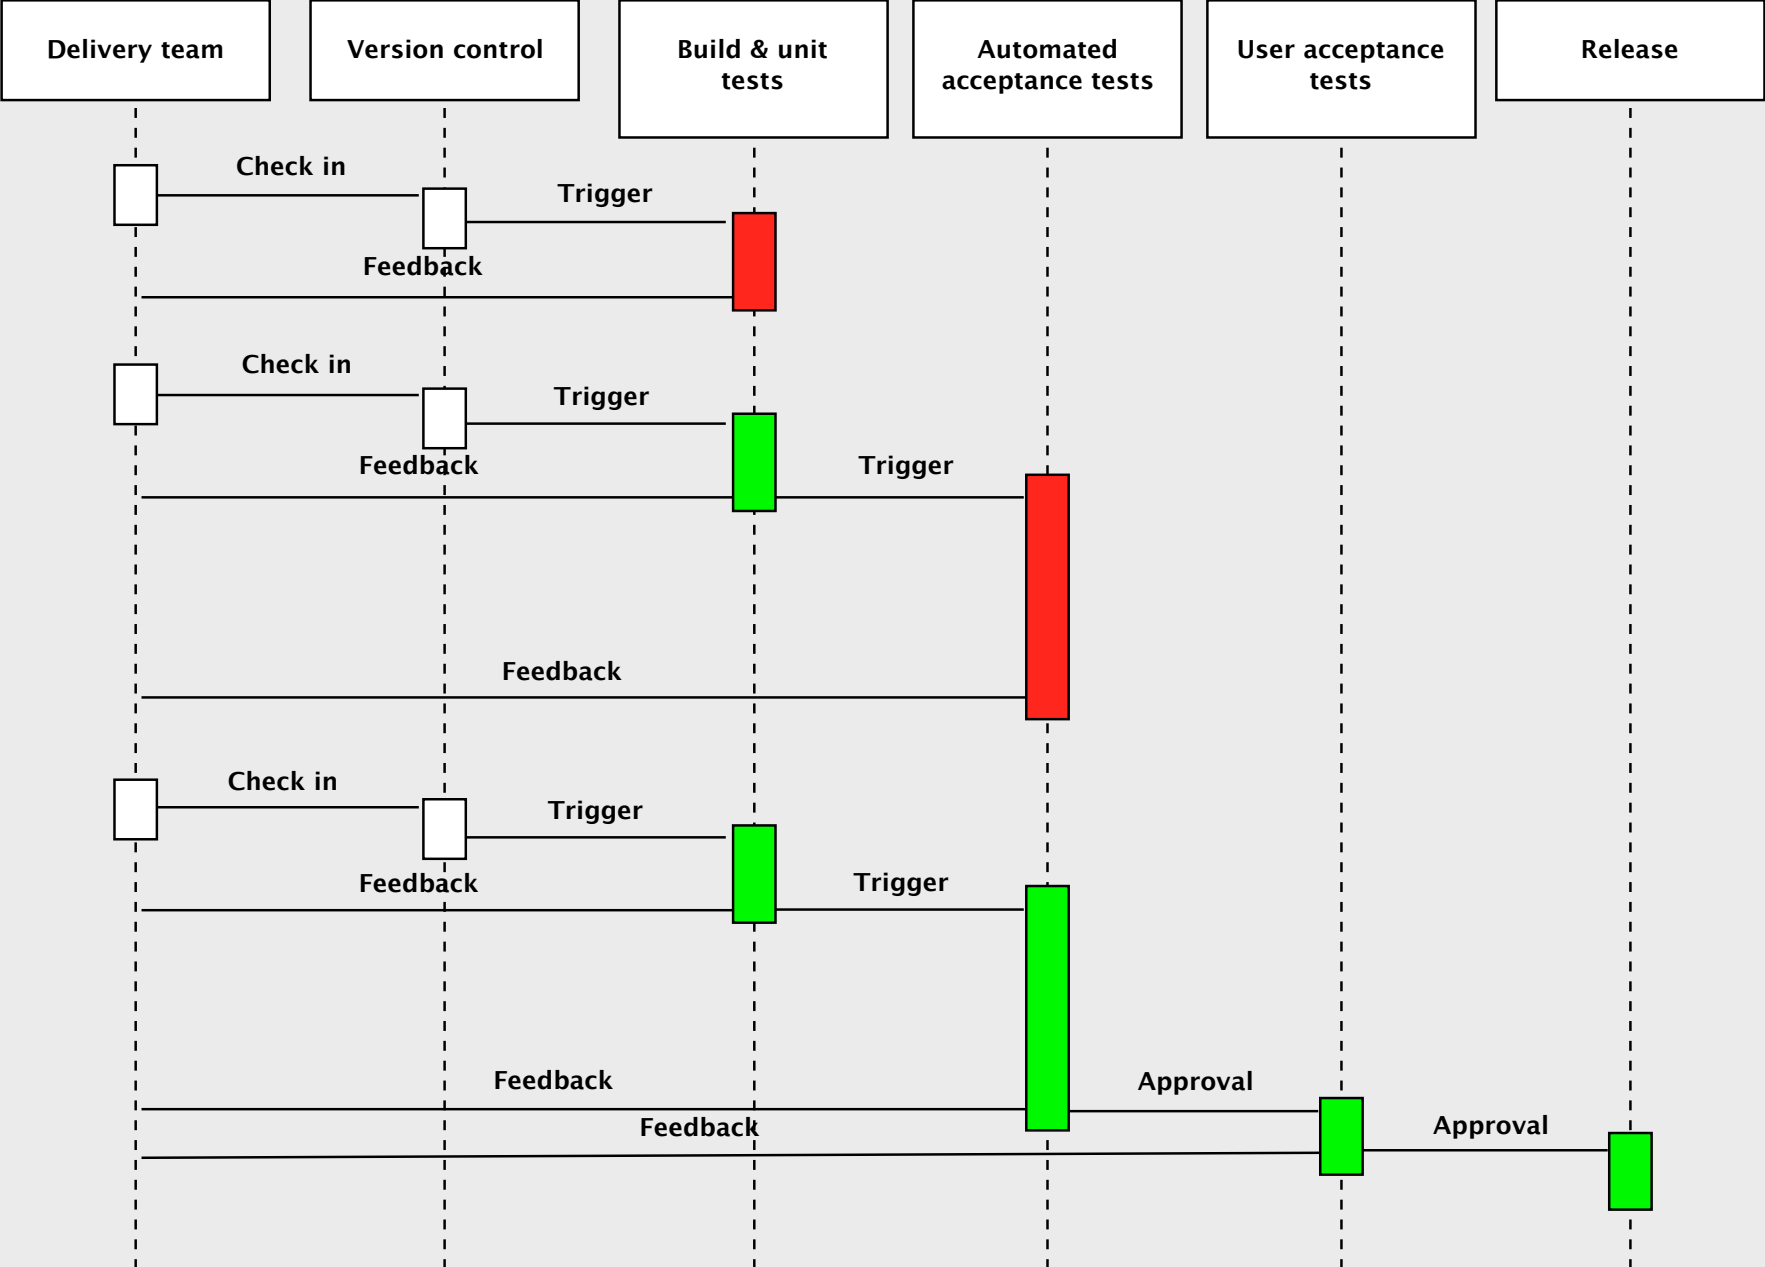 Delivery team
Version control
Build & unit
tests
Automated
acceptance tests
User acceptance
tests
Release
Check in
Trigger
Feedback
Check in
Trigger
Feedback
Trigger
Feedback
Check in
Trigger
Feedback
Trigger
Feedback
Approval
Feedback
Approval